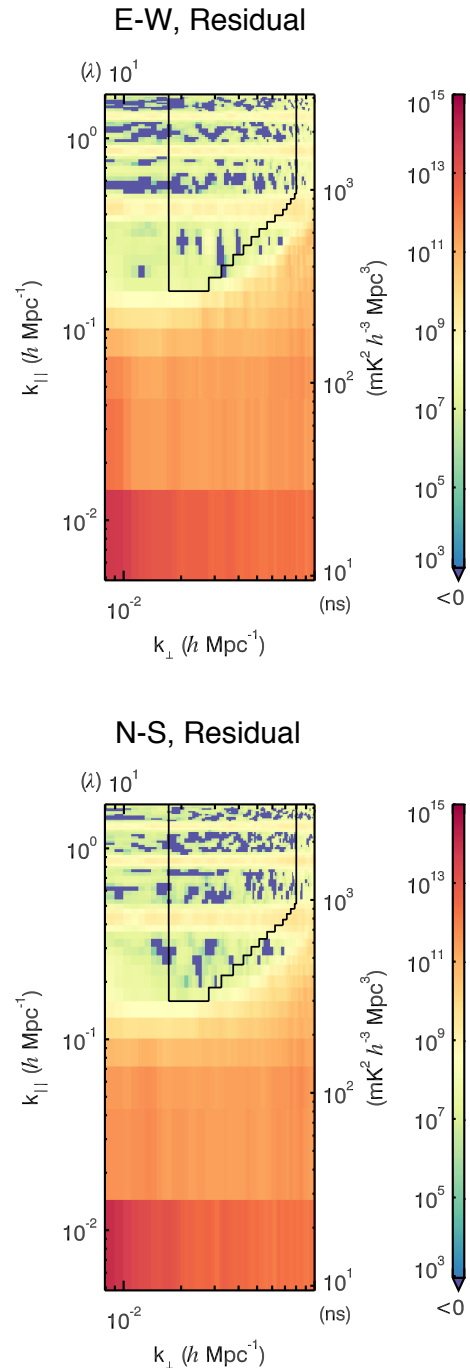 E-W, Residual
(λ) 10¹
10⁰
10⁻¹
10⁻²
k∥ (h Mpc⁻¹)
10³
10²
10¹
(ns)
10⁻²
k⊥ (h Mpc⁻¹)
10¹⁵
10¹³
10¹¹
10⁹
10⁷
10⁵
10³
<0
(mK² h⁻³ Mpc³)
N-S, Residual
(λ) 10¹
10⁰
10⁻¹
10⁻²
k∥ (h Mpc⁻¹)
10³
10²
10¹
(ns)
10⁻²
k⊥ (h Mpc⁻¹)
10¹⁵
10¹³
10¹¹
10⁹
10⁷
10⁵
10³
<0
(mK² h⁻³ Mpc³)